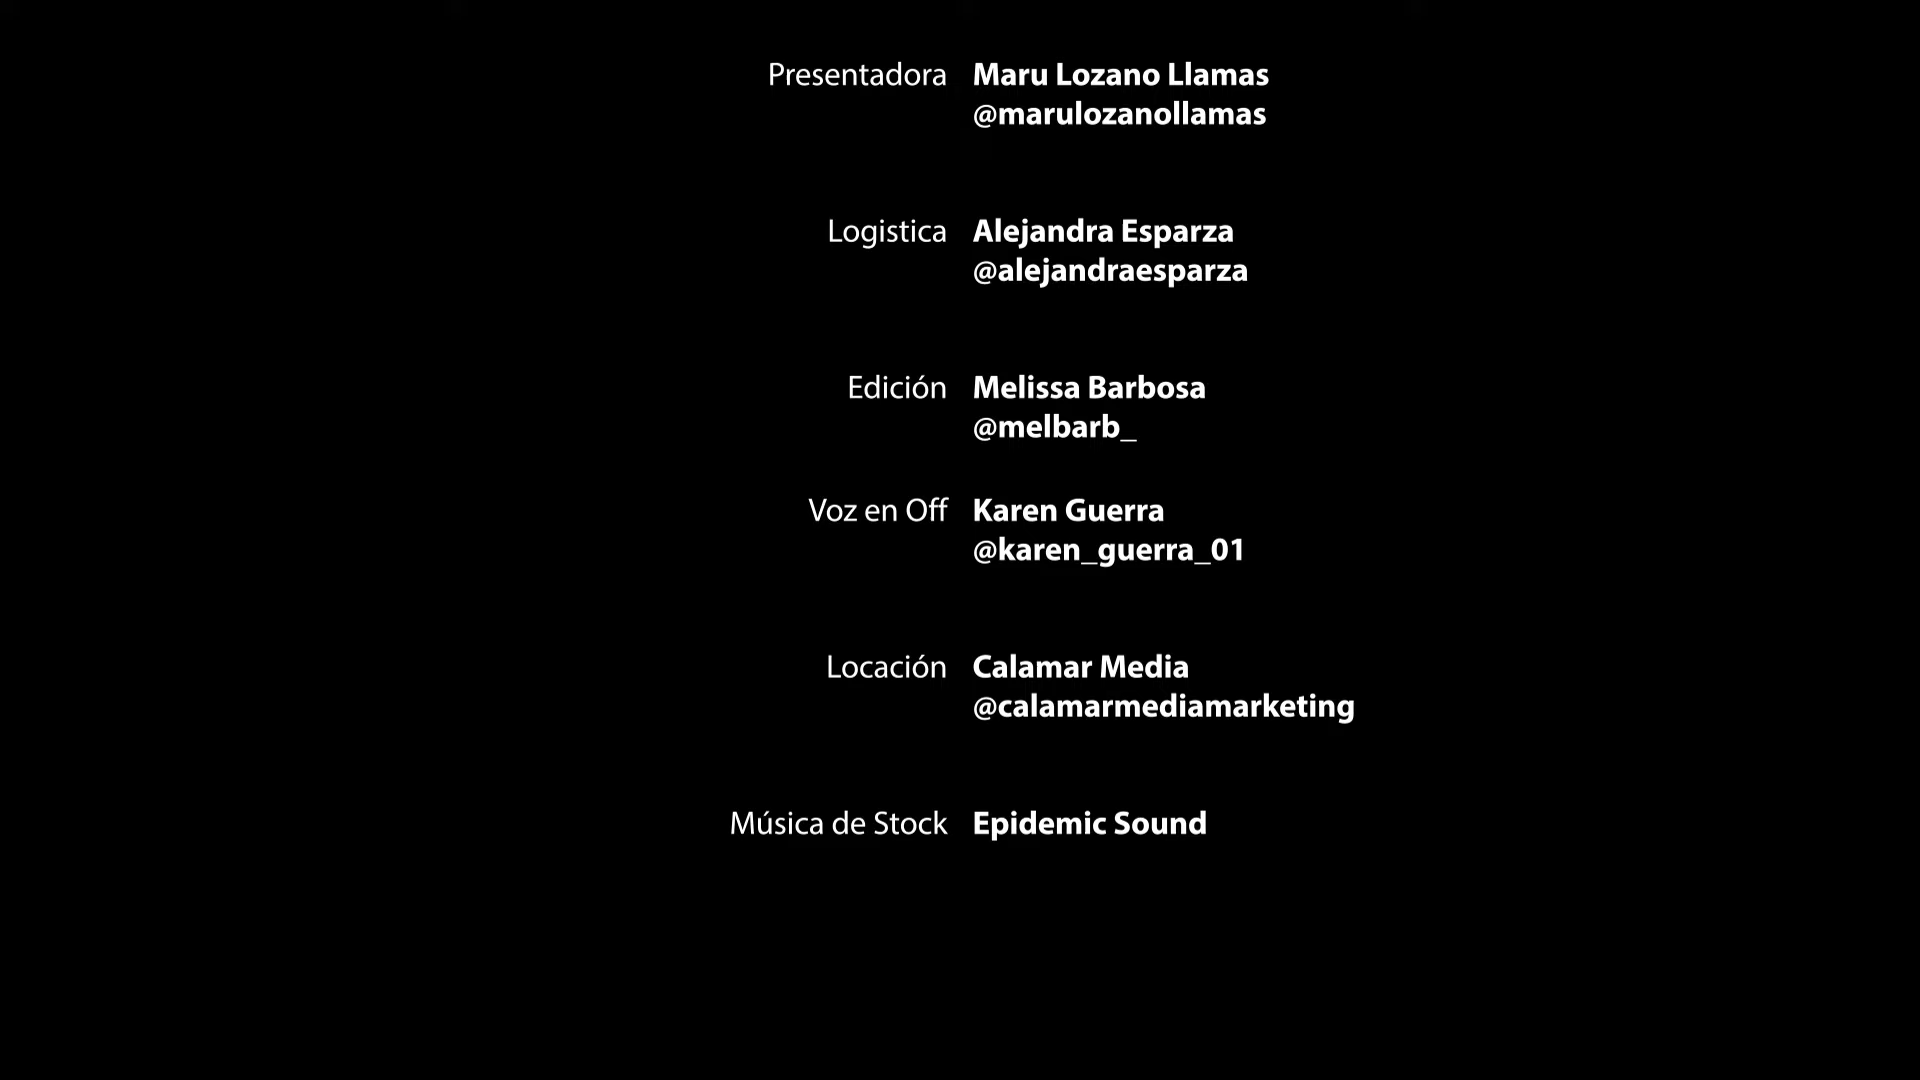 Presentadora Maru Lozano Llamas
@marulozanollamas
Logistica Alejandra Esparza
@alejandraesparza
Edición Melissa Barbosa
@melbarb_
Voz en Off Karen Guerra
@karen_guerra_01
Locación Calamar Media
@calamarmediamarketing
Música de Stock Epidemic Sound